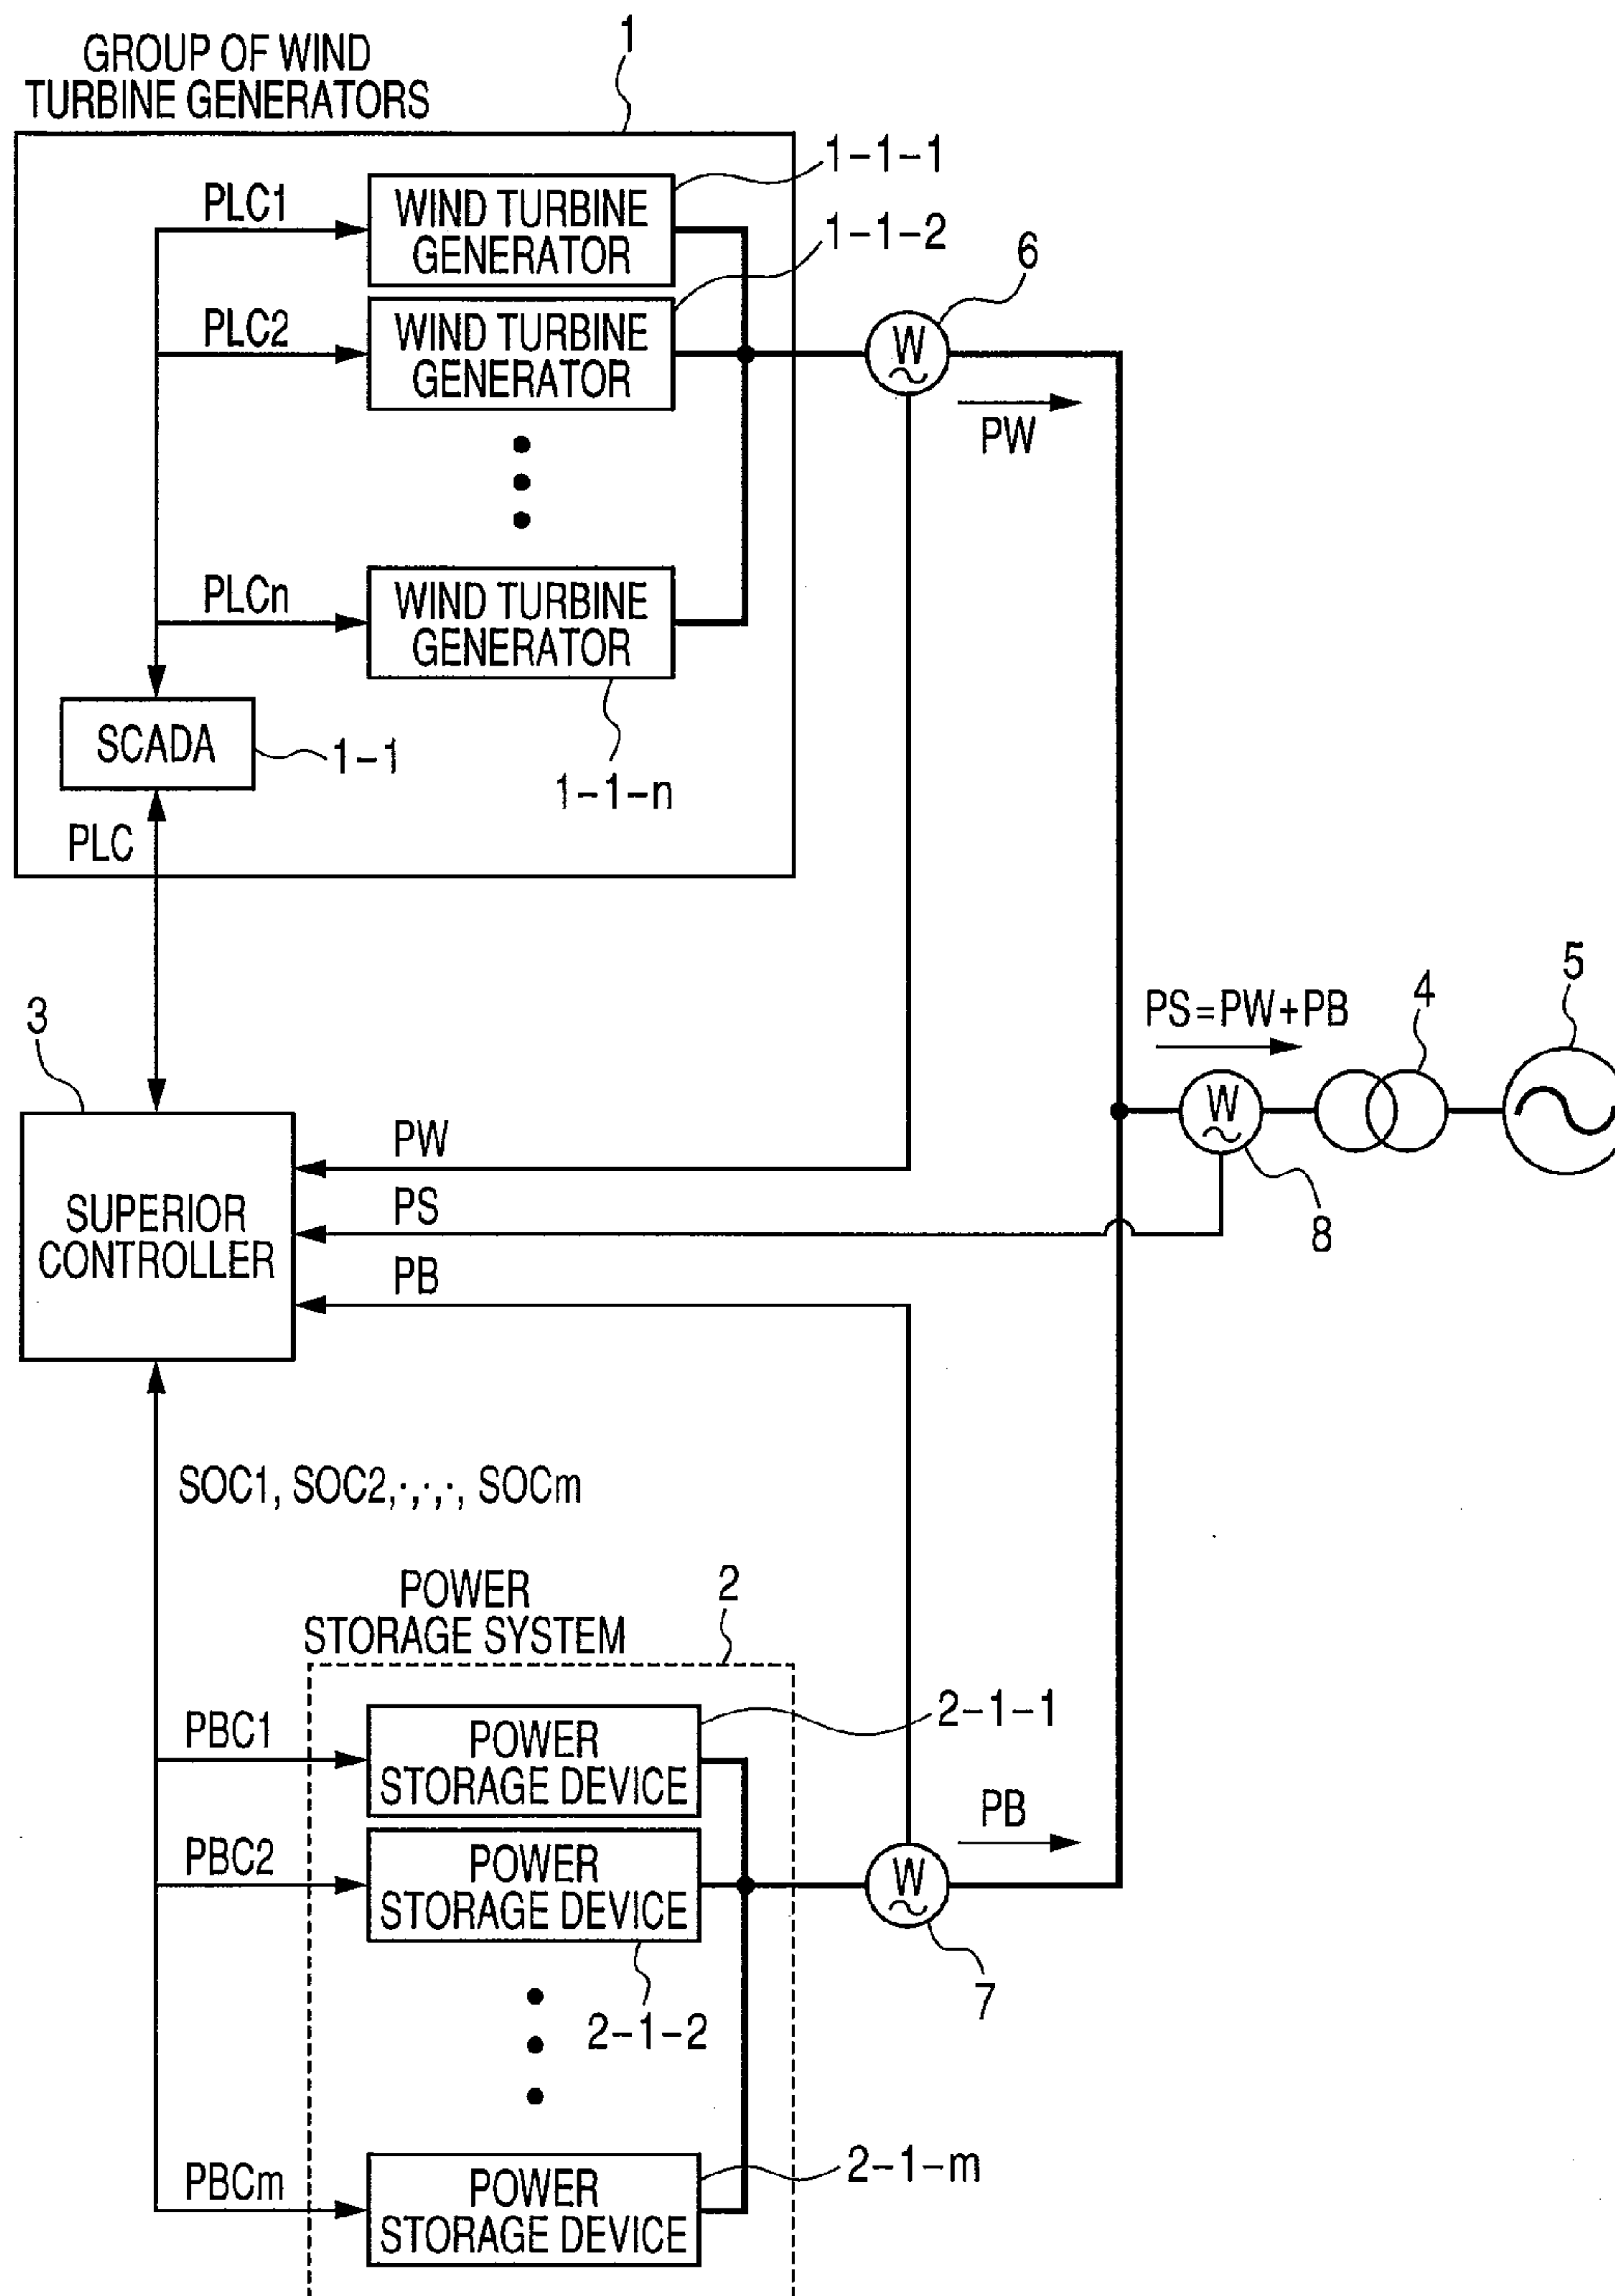 GROUP OF WIND
TURBINE GENERATORS
1
PLC1
WIND TURBINE
GENERATOR
1-1-1
PLC2
WIND TURBINE
GENERATOR
1-1-2
6
W
PW
PLCn
WIND TURBINE
GENERATOR
1-1-n
SCADA
1-1
PLC
3
SUPERIOR
CONTROLLER
PW
PS
PB
PS=PW+PB
4
5
W
8
SOC1, SOC2,·,·,·, SOCm
POWER
STORAGE SYSTEM
2
PBC1
POWER
STORAGE DEVICE
2-1-1
PBC2
POWER
STORAGE DEVICE
2-1-2
PB
W
7
PBCm
POWER
STORAGE DEVICE
2-1-m